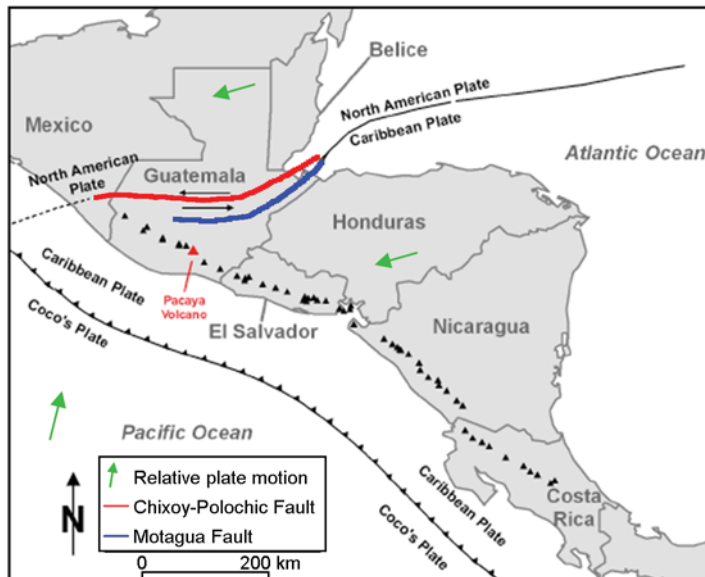 Belice
North American Plate
Caribbean Plate
Mexico
Atlantic Ocean
North American
Plate
Guatemala
Honduras
Caribbean Plate
Coco's Plate
Pacaya
Volcano
El Salvador
Nicaragua
Pacific Ocean
N
Relative plate motion
Chixoy-Polochic Fault
Motagua Fault
0 200 km
Caribbean Plate
Coco's Plate
Costa
Rica